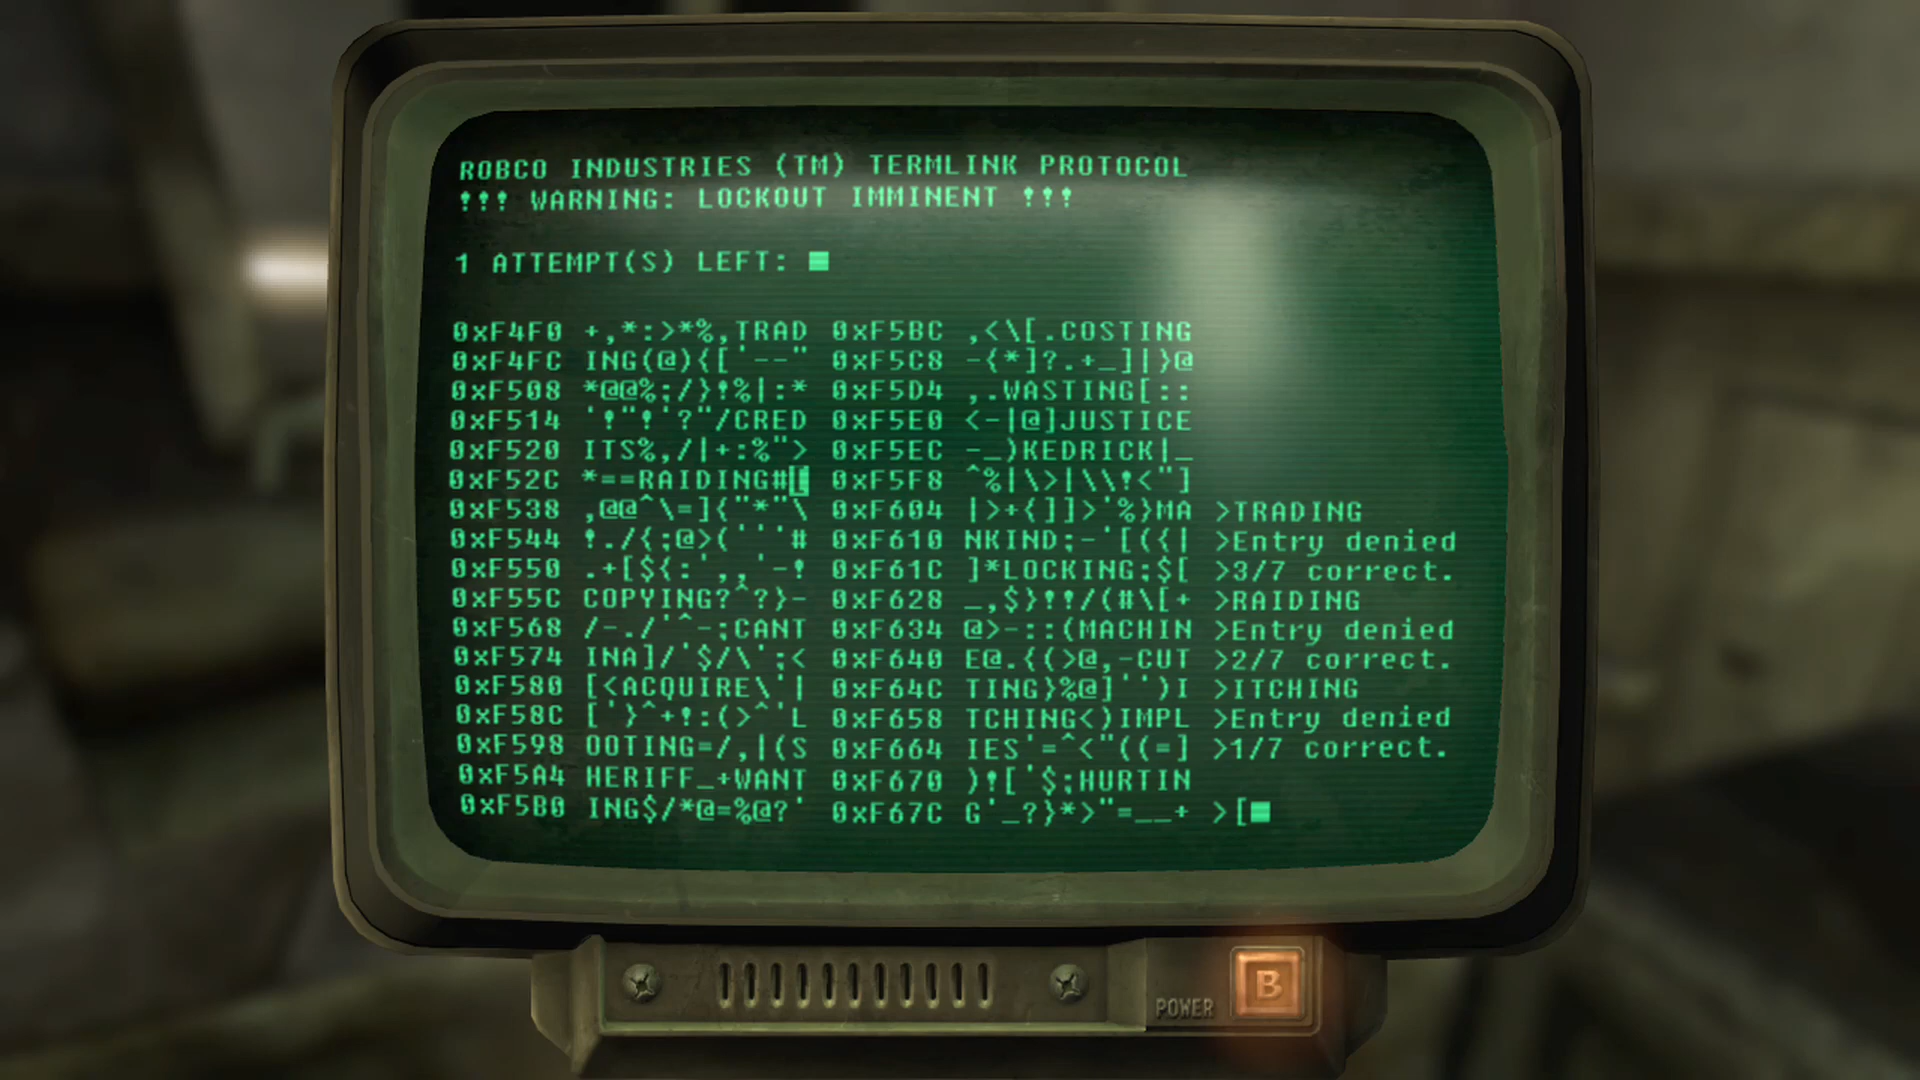 ROBCO INDUSTRIES (TM) TERMLINK PROTOCOL
!!! WARNING: LOCKOUT IMMINENT !!!
1 ATTEMPT(S) LEFT:
0xF4F0 +,*:>*%,TRAD 0xF5BC ,<\[.COSTING
0xF4FC ING(@){['--" 0xF5C8 -{*]?.+_]|}@
0xF508 *@@%;/}!%|:* 0xF5D4 ,.WASTING[::
0xF514 '!"!'?"/CRED 0xF5E0 <-|@]JUSTICE
0xF520 ITS%,/|+:%"> 0xF5EC -_)KEDRICK|_
0xF52C *==RAIDING#[ 0xF5F8 ^%|\>|\\!<"]
0xF538 ,@@^\=]{"*"\ 0xF604 |>+{]]>'%}MA >TRADING
0xF544 !./{;@>('''# 0xF610 NKIND;-'[({| >Entry denied
0xF550 .+[${:',,'-! 0xF61C ]*LOCKING;$[ >3/7 correct.
0xF55C COPYING?^?}- 0xF628 _,$}!!/(#\[+ >RAIDING
0xF568 /-./'^-;CANT 0xF634 @>-::(MACHIN >Entry denied
0xF574 INA]/'$/\';< 0xF640 E@.{(>@,-CUT >2/7 correct.
0xF580 [<ACQUIRE\'| 0xF64C TING}%@]'')I >ITCHING
0xF58C ['}^+!:(>^'L 0xF658 TCHING<)IMPL >Entry denied
0xF598 OOTING=/,|(S 0xF664 IES'=^<"((=] >1/7 correct.
0xF5A4 HERIFF_+WANT 0xF670 )!['$;HURTIN
0xF5B0 ING$/*@=%@?' 0xF67C G'_?}*>"=__+ >[
POWER
B